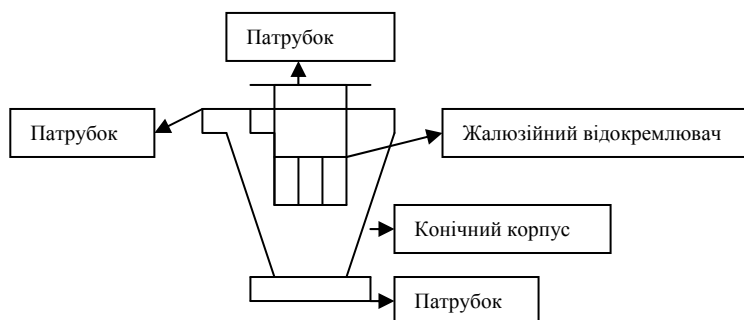 Патрубок
Патрубок
Жалюзійний відокремлювач
Конічний корпус
Патрубок